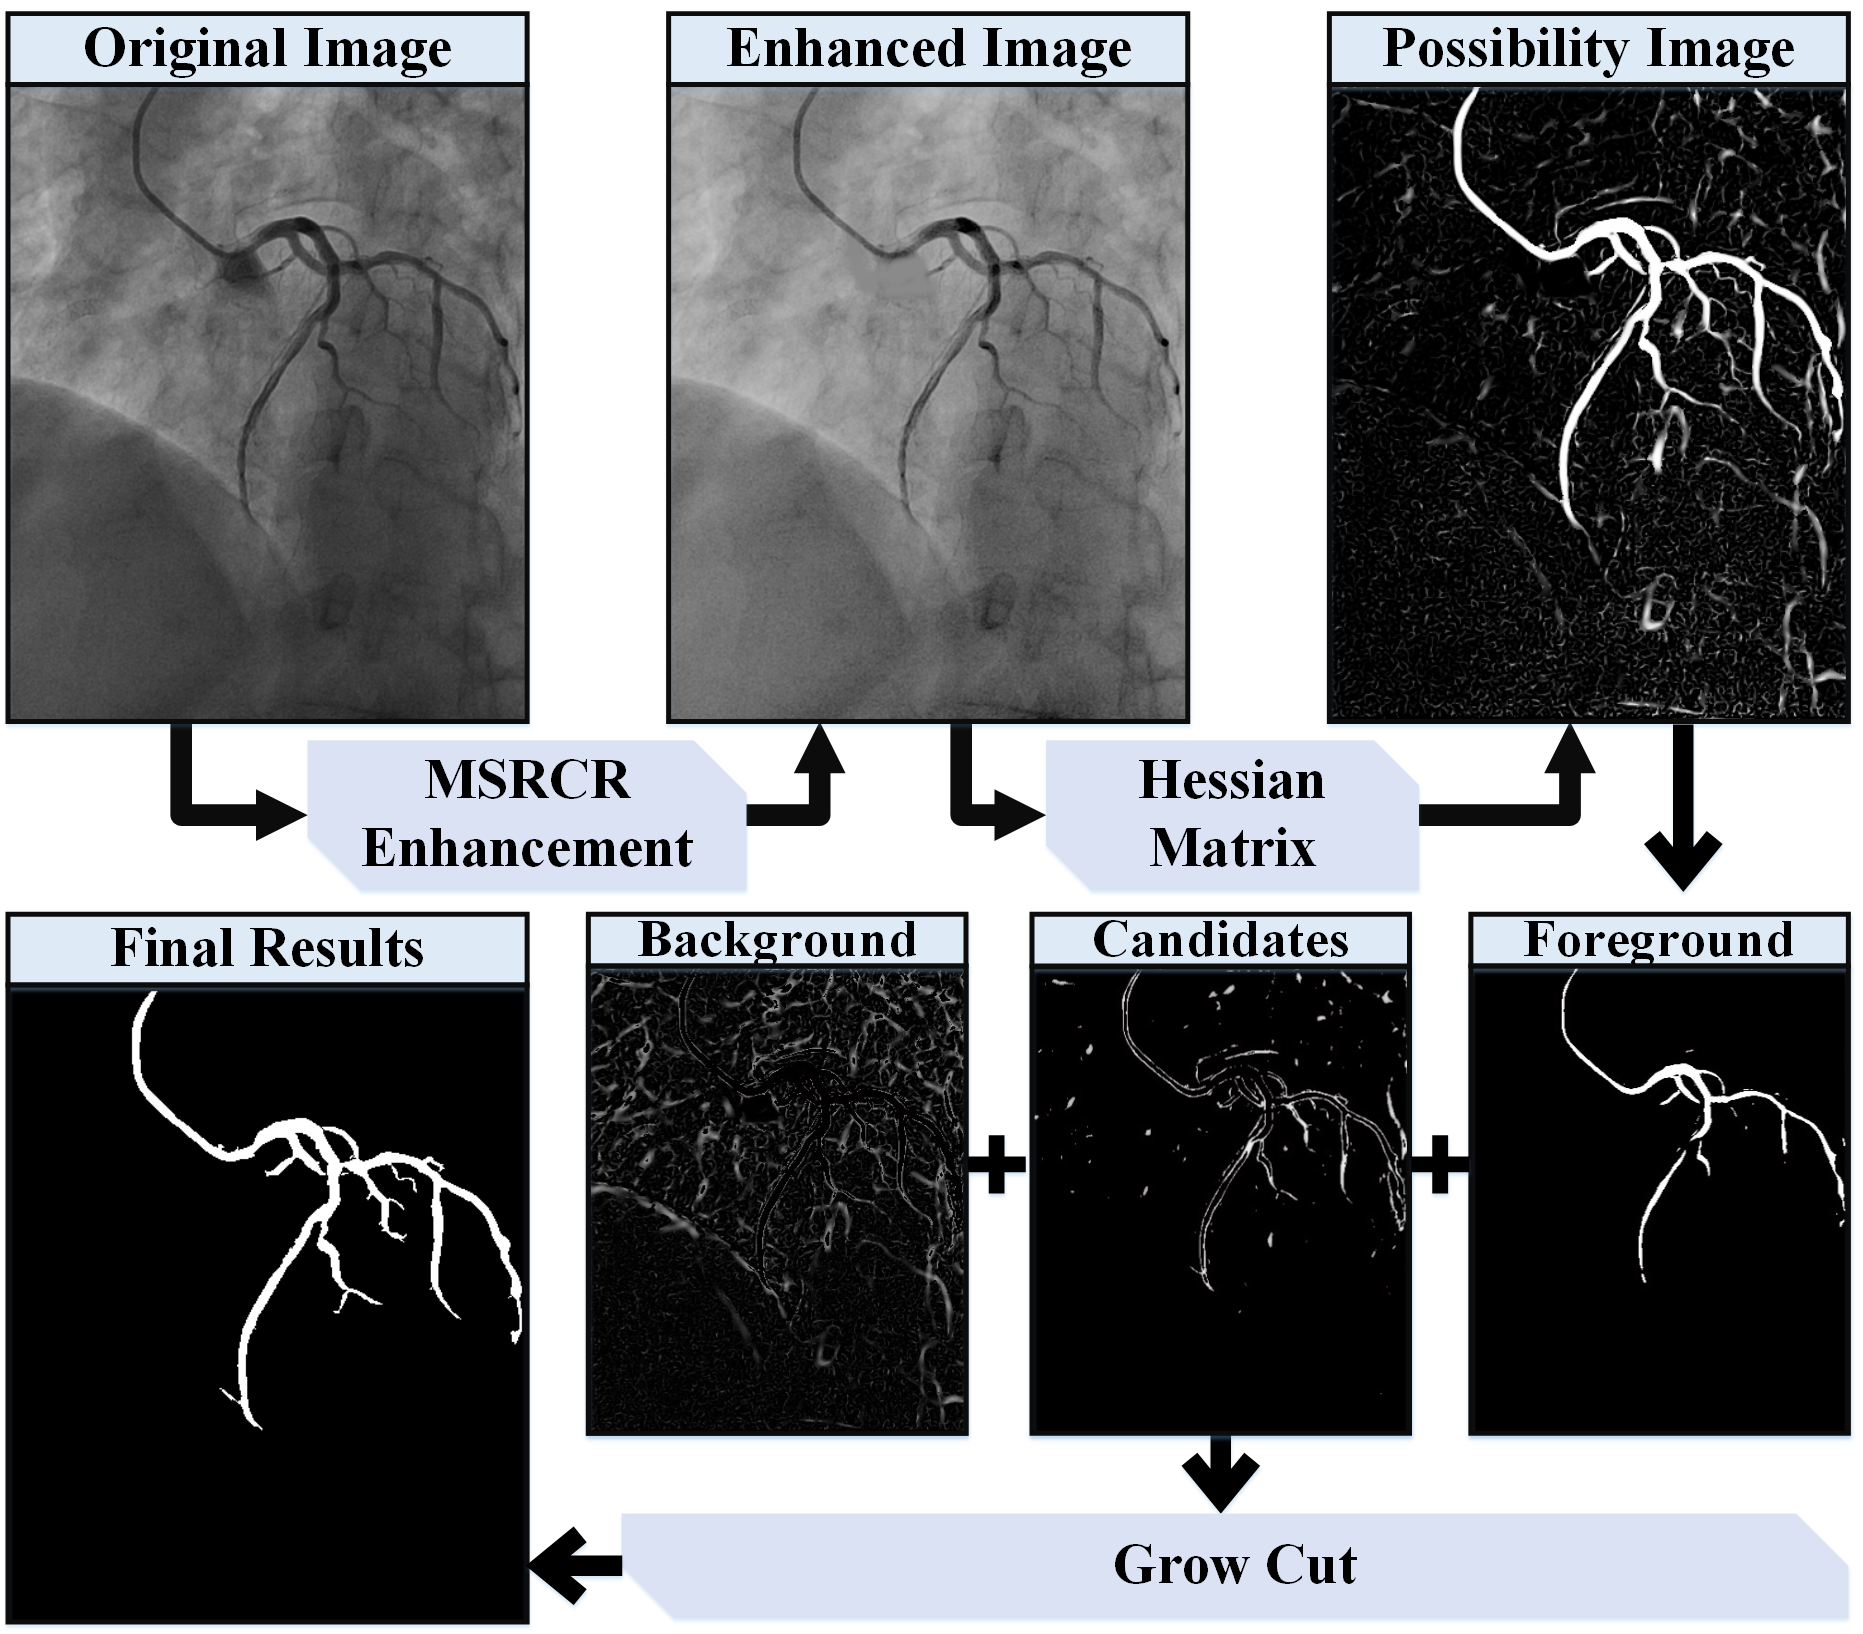 Original Image
Enhanced Image
Possibility Image
MSRCR
Enhancement
Hessian
Matrix
Final Results
Background
Candidates
Foreground
Grow Cut